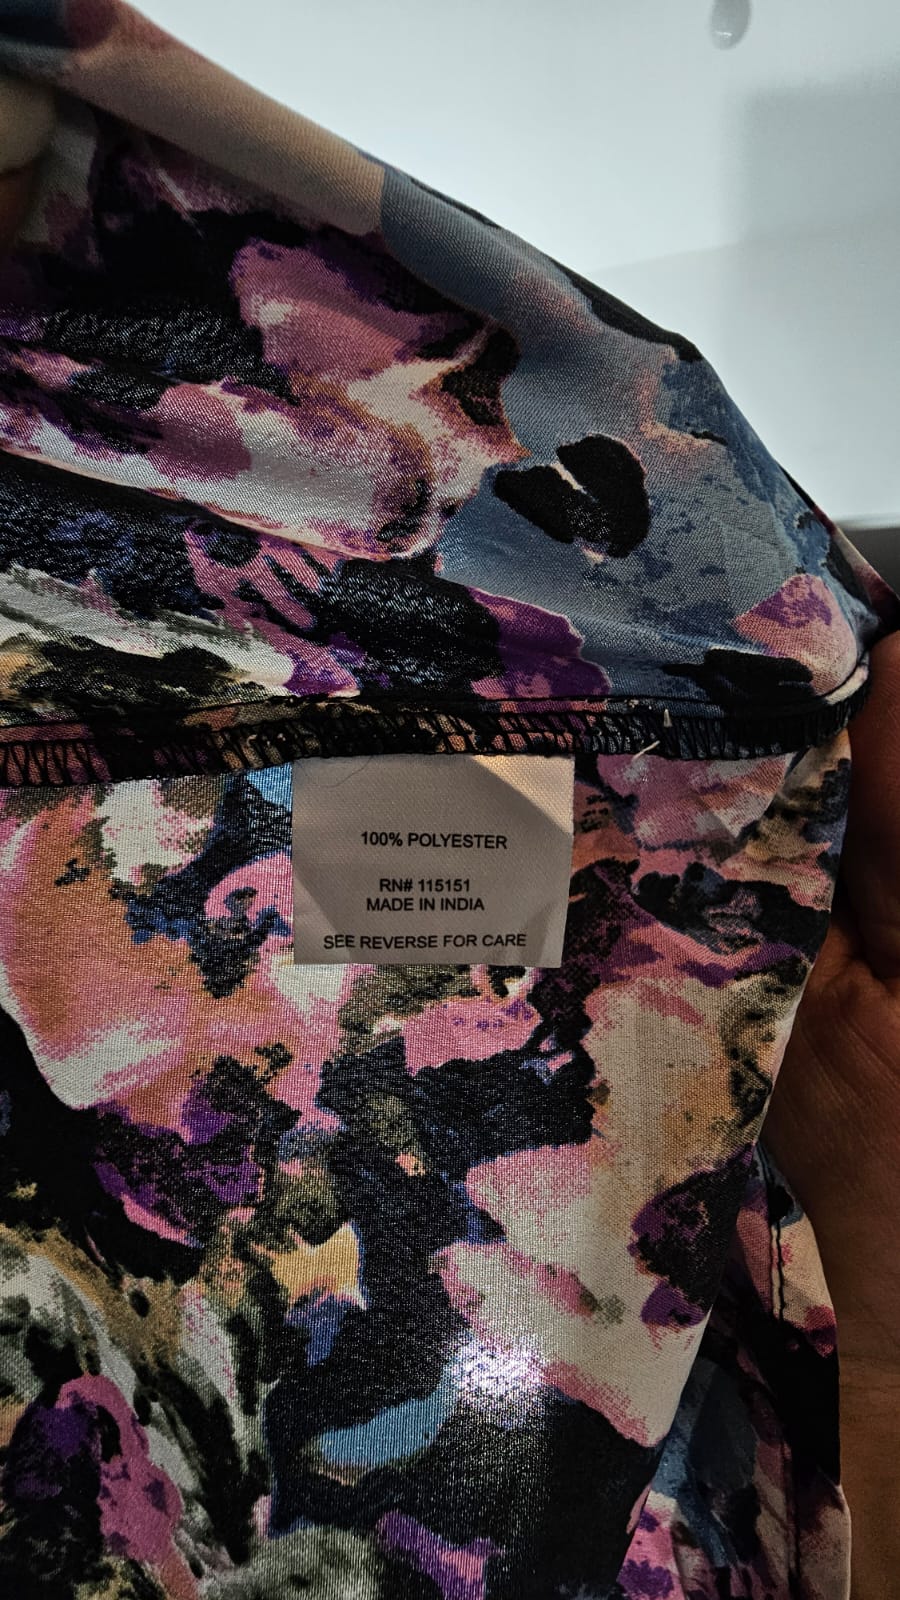 100% POLYESTER
RN# 115151
MADE IN INDIA
SEE REVERSE FOR CARE